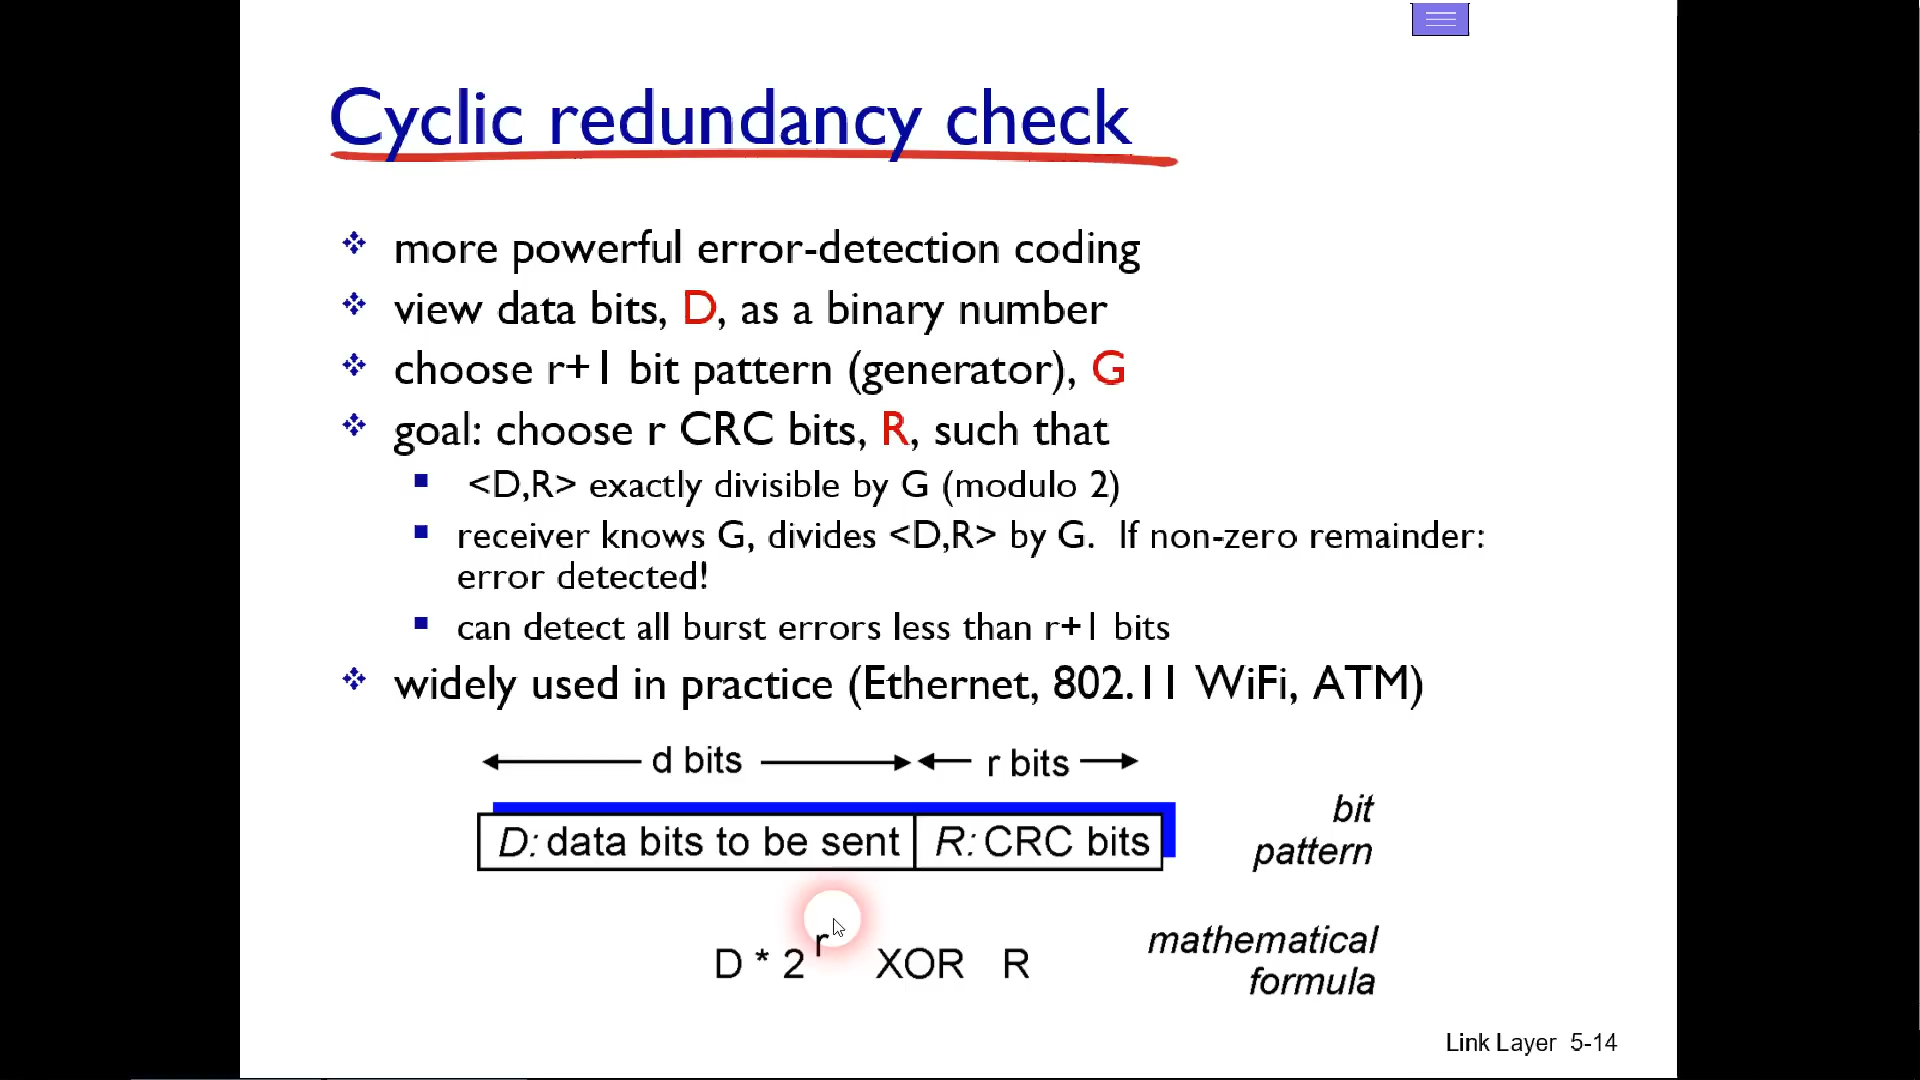 Cyclic redundancy check
more powerful error-detection coding
view data bits, D, as a binary number
choose r+1 bit pattern (generator), G
goal: choose r CRC bits, R, such that
<D,R> exactly divisible by G (modulo 2)
receiver knows G, divides <D,R> by G. If non-zero remainder:
error detected!
can detect all burst errors less than r+1 bits
widely used in practice (Ethernet, 802.11 WiFi, ATM)
d bits r bits
D: data bits to be sent R: CRC bits
bit
pattern
D * 2^r XOR R
mathematical
formula
Link Layer 5-14